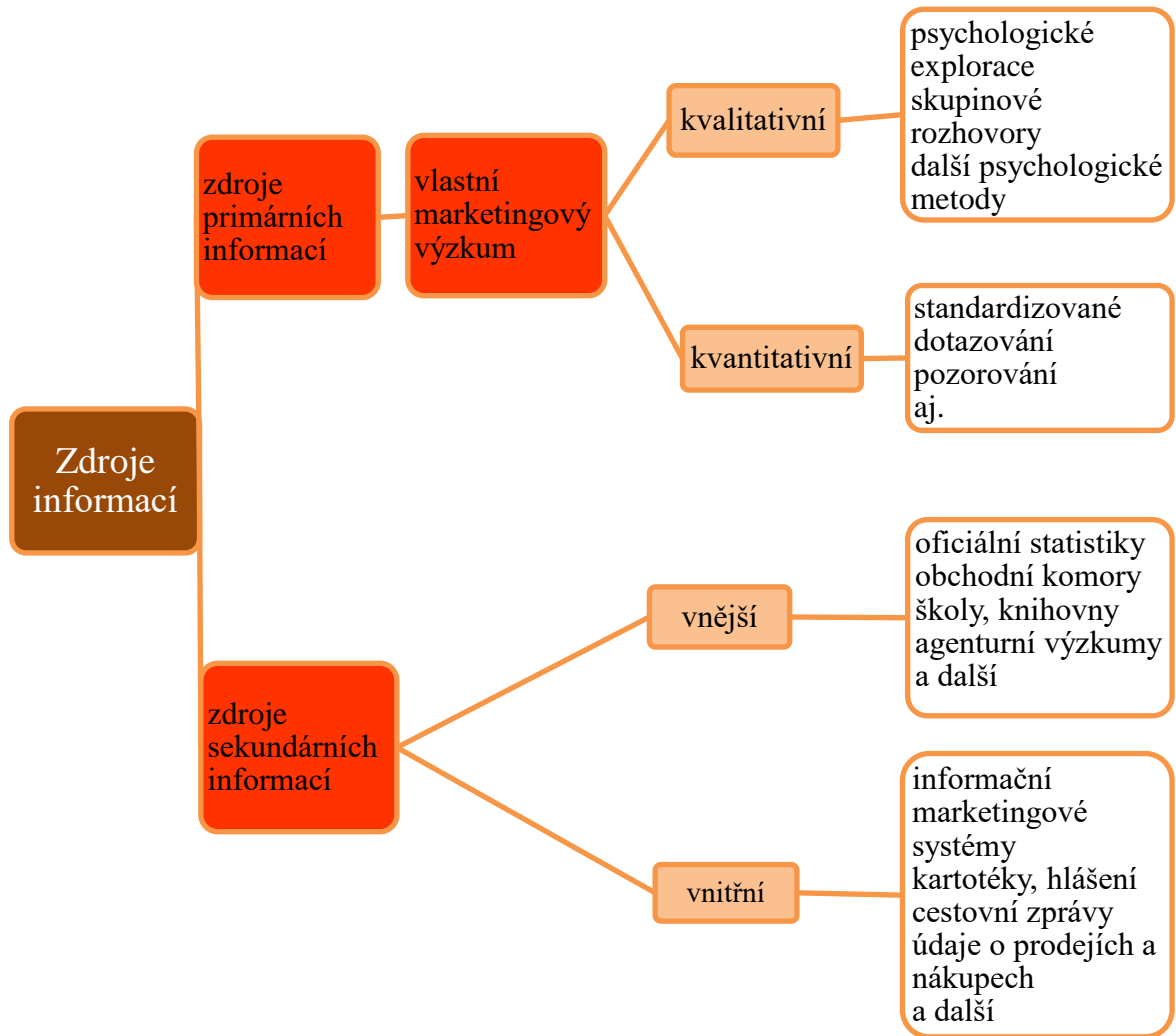 Zdroje
informací
zdroje
primárních
informací
vlastní
marketingový
výzkum
kvalitativní
psychologické
explorace
skupinové
rozhovory
další psychologické
metody
kvantitativní
standardizované
dotazování
pozorování
aj.
zdroje
sekundárních
informací
vnější
oficiální statistiky
obchodní komory
školy, knihovny
agenturní výzkumy
a další
vnitřní
informační
marketingové
systémy
kartotéky, hlášení
cestovní zprávy
údaje o prodejích a
nákupech
a další